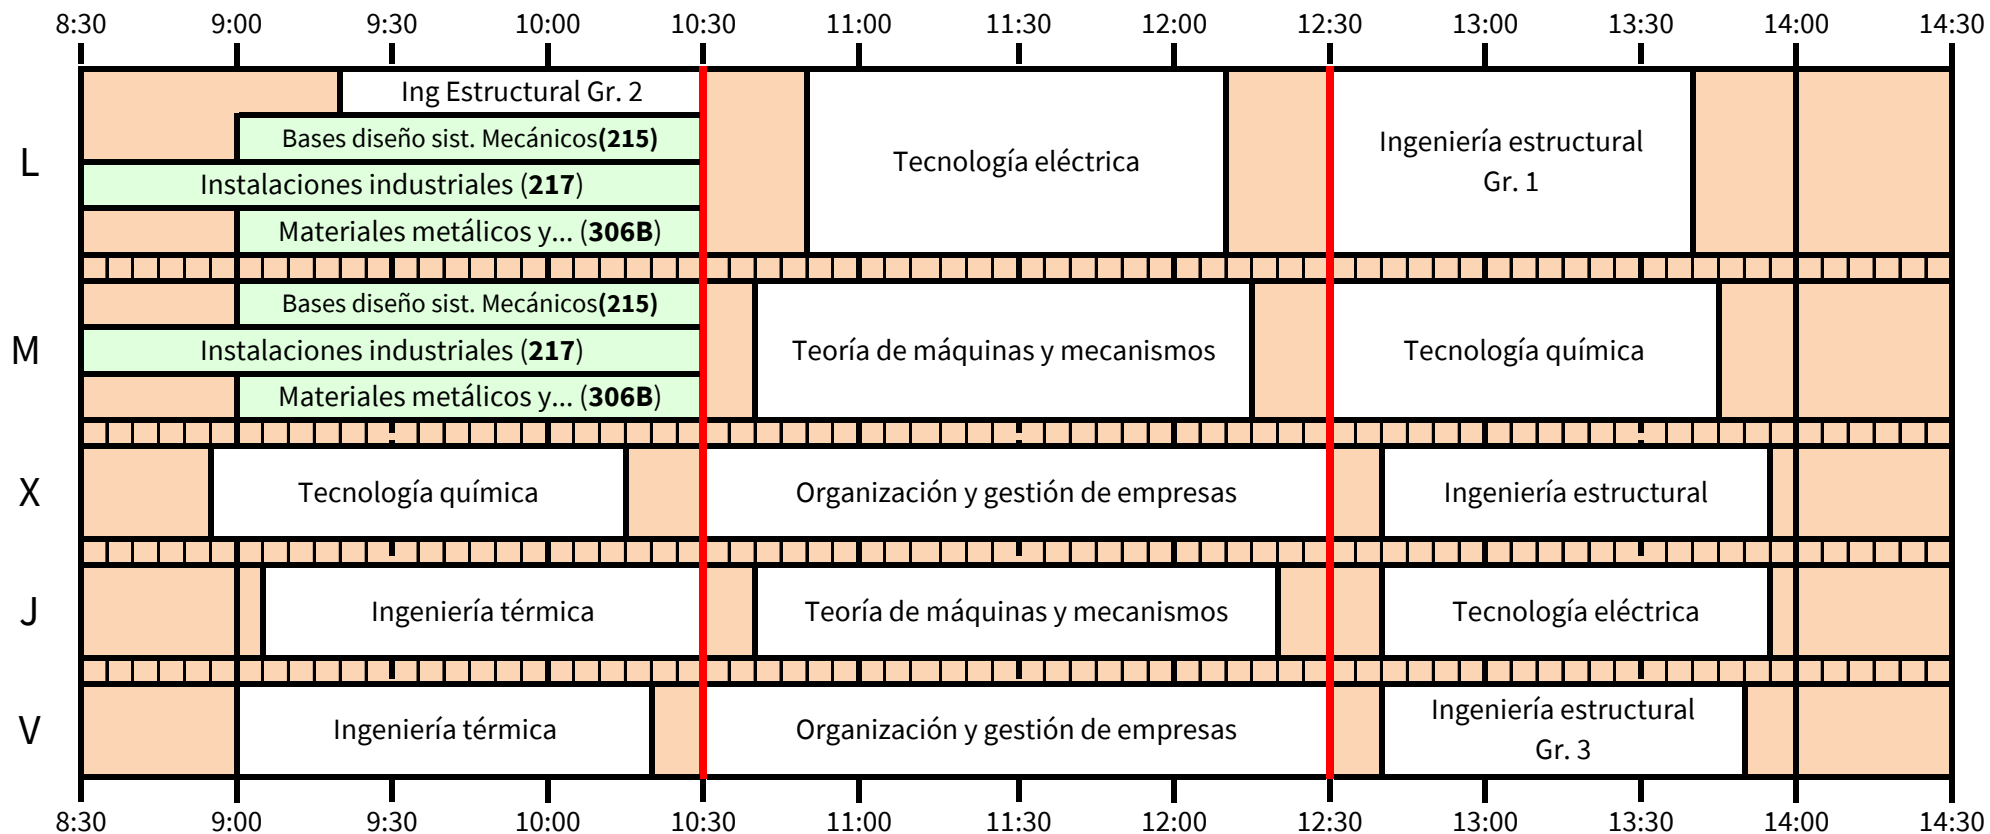 8:30 9:00 9:30 10:00 10:30 11:00 11:30 12:00 12:30 13:00 13:30 14:00 14:30
L
Ing Estructural Gr. 2
Bases diseño sist. Mecánicos(215)
Instalaciones industriales (217)
Materiales metálicos y... (306B)
Tecnología eléctrica
Ingeniería estructural
Gr. 1
M
Bases diseño sist. Mecánicos(215)
Instalaciones industriales (217)
Materiales metálicos y... (306B)
Teoría de máquinas y mecanismos
Tecnología química
X
Tecnología química
Organización y gestión de empresas
Ingeniería estructural
J
Ingeniería térmica
Teoría de máquinas y mecanismos
Tecnología eléctrica
V
Ingeniería térmica
Organización y gestión de empresas
Ingeniería estructural
Gr. 3
8:30 9:00 9:30 10:00 10:30 11:00 11:30 12:00 12:30 13:00 13:30 14:00 14:30